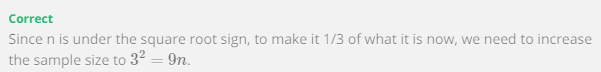 Correct
Since n is under the square root sign, to make it 1/3 of what it is now, we need to increase
the sample size to 3² = 9n.